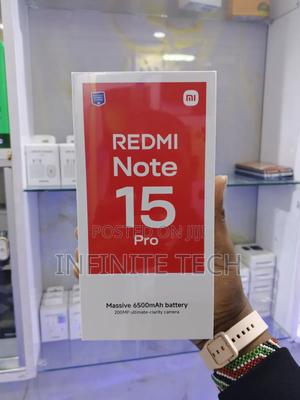 mi
REDMI
Note
15
Pro
POSTED ON JIJI
INFINITE TECH
Massive 6500mAh battery
200MP ultimate-clarity camera